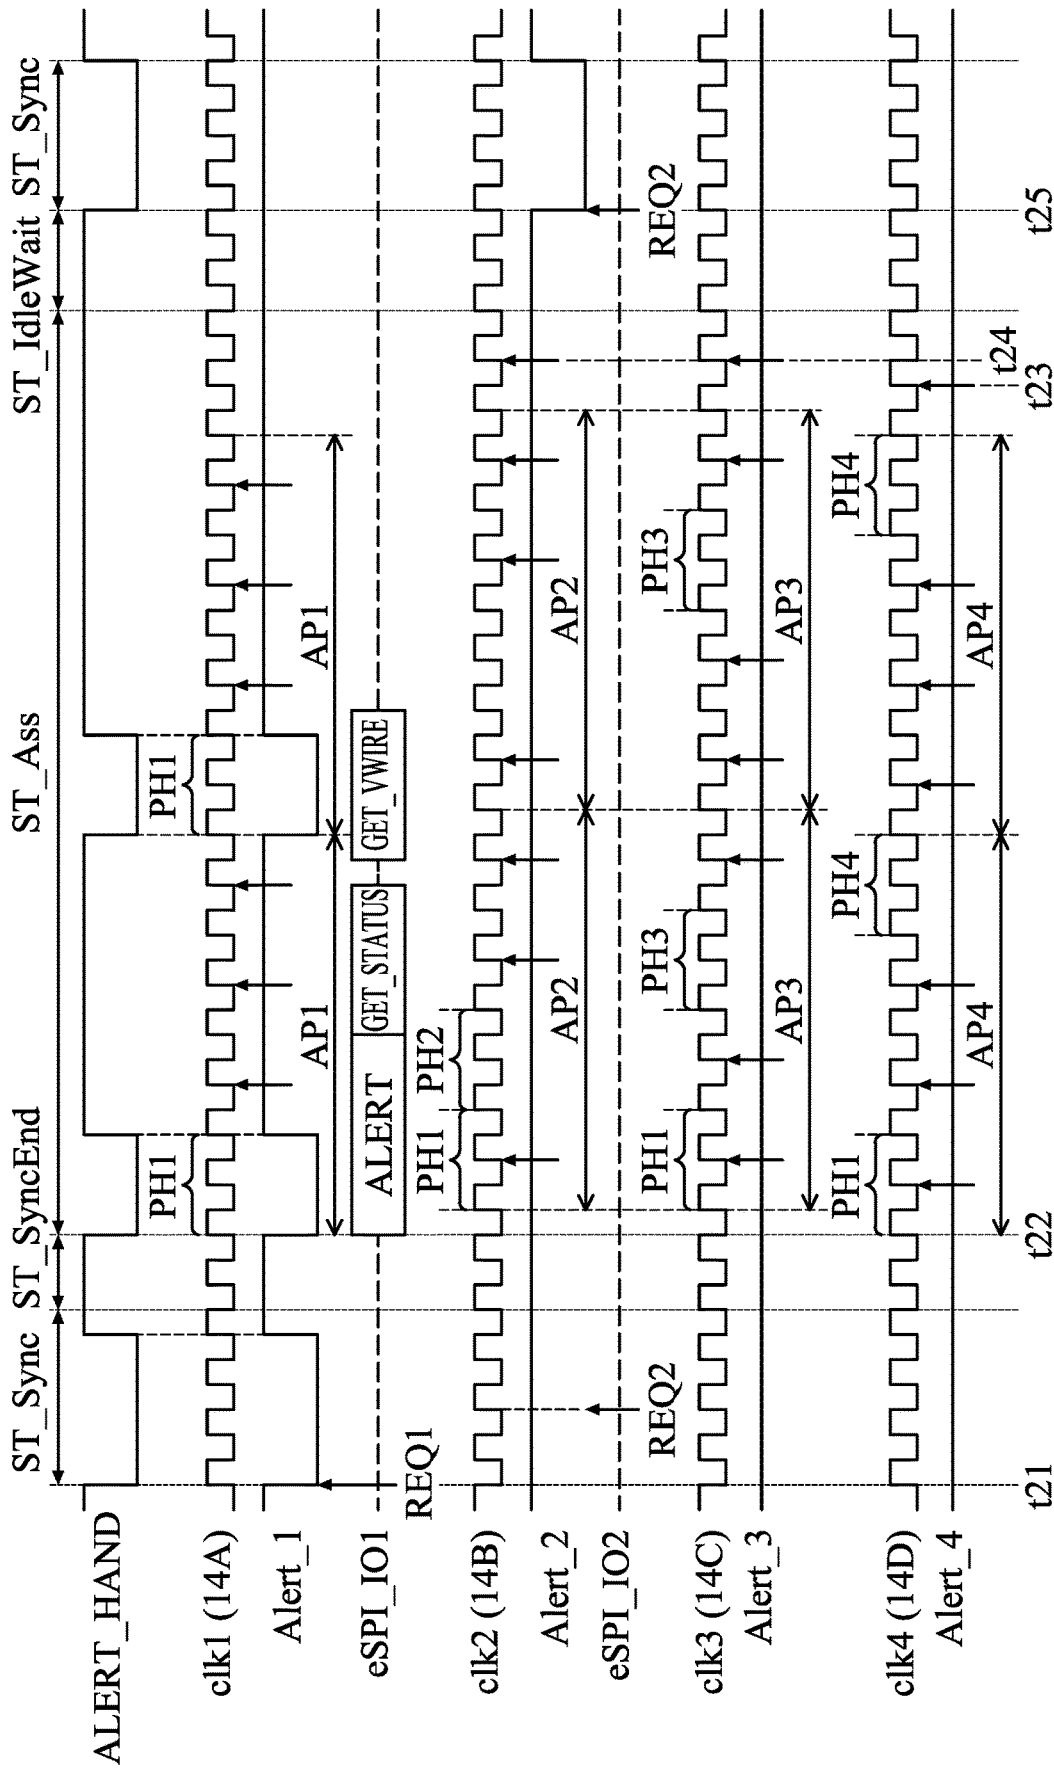 ST_Sync ST_SyncEnd ST_Ass ST_IdleWait ST_Sync
ALERT_HAND
PH1 PH1
clk1 (14A)
Alert_1
AP1 AP1
eSPI_IO1
ALERT GET_STATUS GET_VWIRE
REQ1
PH1 PH2
clk2 (14B)
Alert_2
AP2 AP2
eSPI_IO2
REQ2 REQ2
PH1 PH3 PH3
clk3 (14C)
Alert_3
AP3 AP3
PH1 PH4 PH4
clk4 (14D)
Alert_4
AP4 AP4
t21 t22 t23 t24 t25